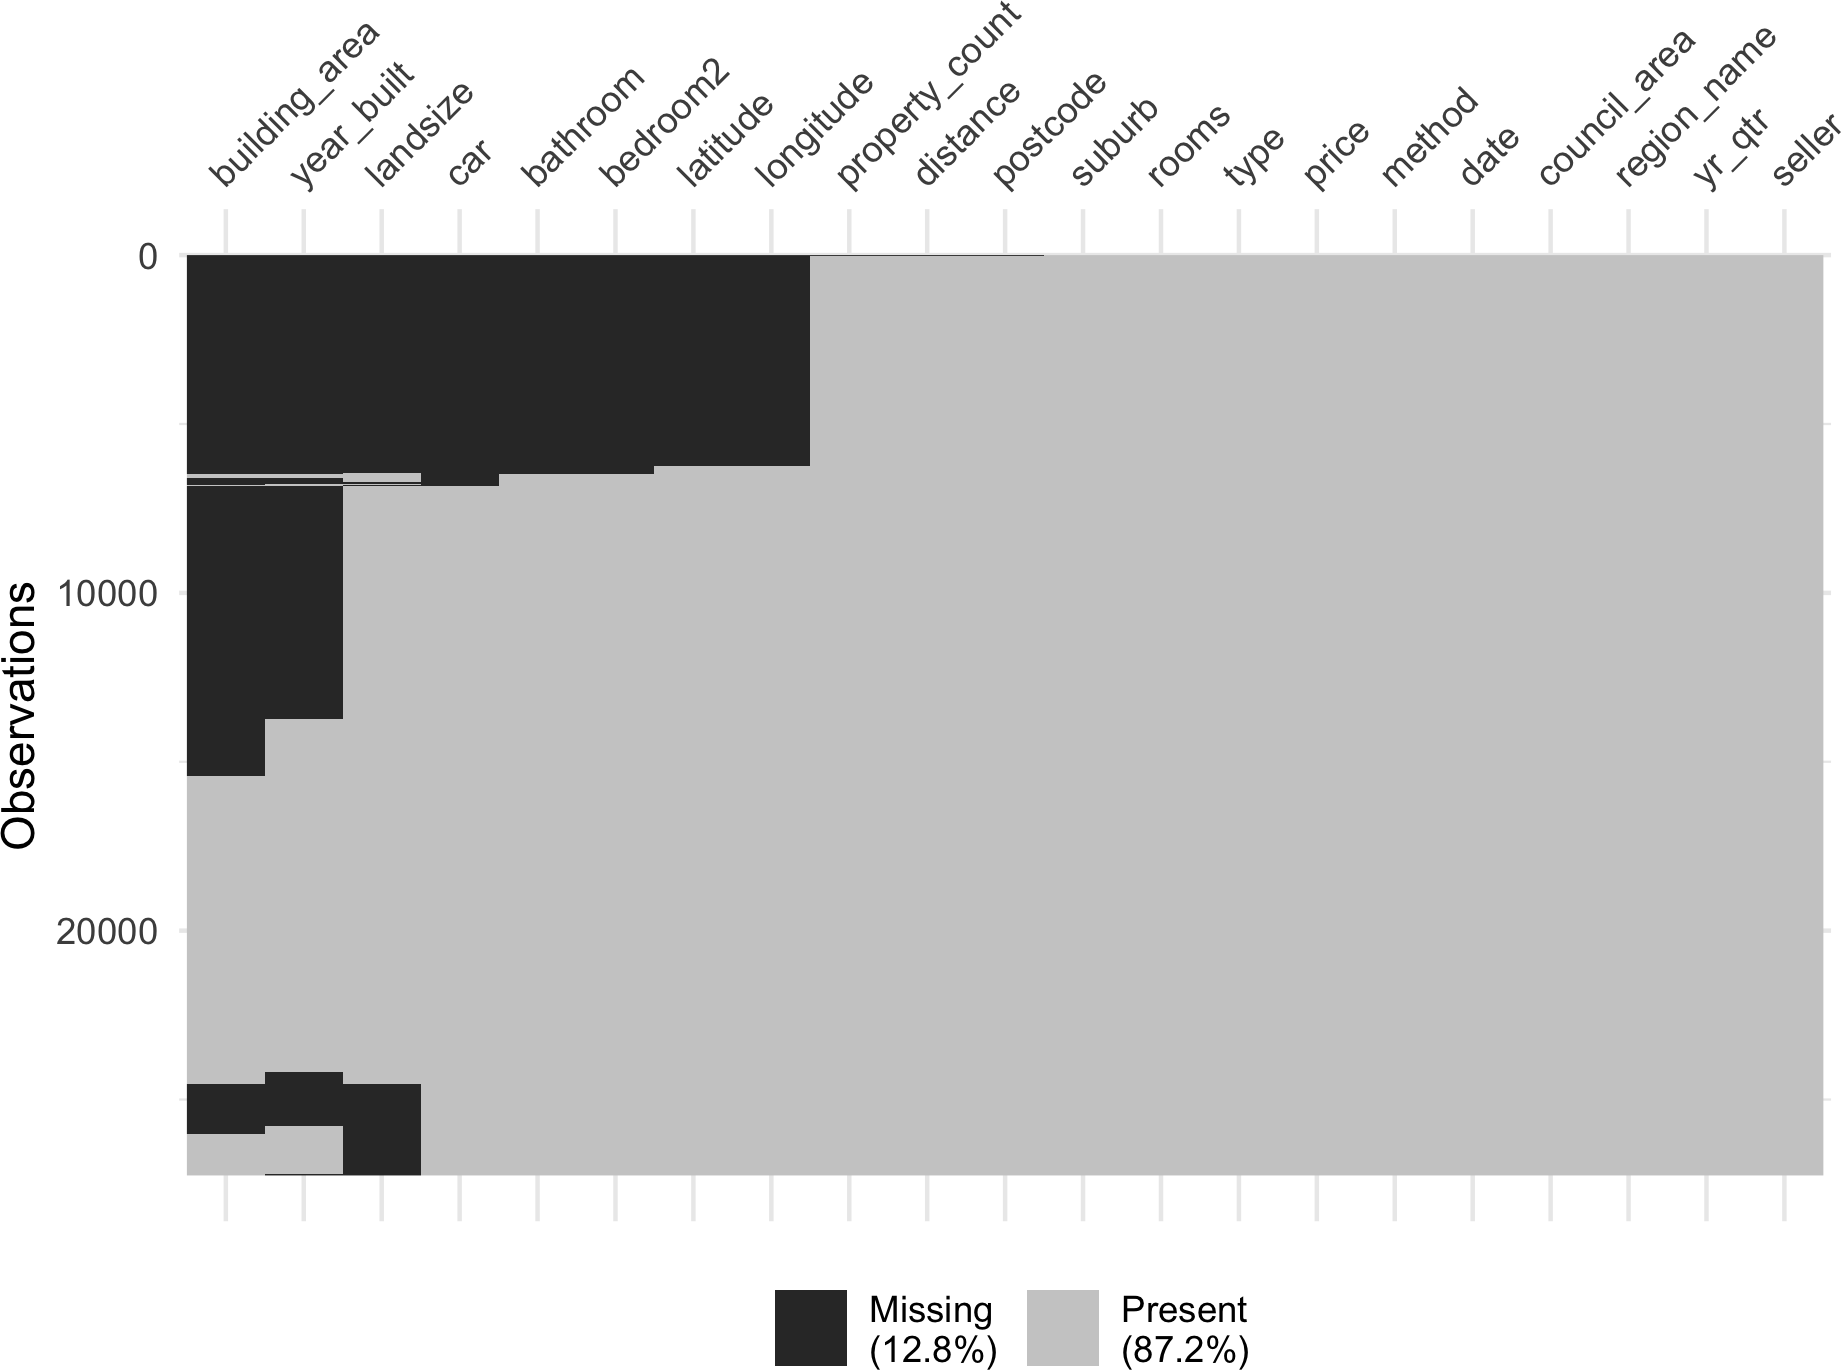 building_area
year_built
landsize
car
bathroom
bedroom2
latitude
longitude
property_count
distance
postcode
suburb
rooms
type
price
method
date
council_area
region_name
yr_qtr
seller
0
10000
20000
Observations
Missing
(12.8%)
Present
(87.2%)